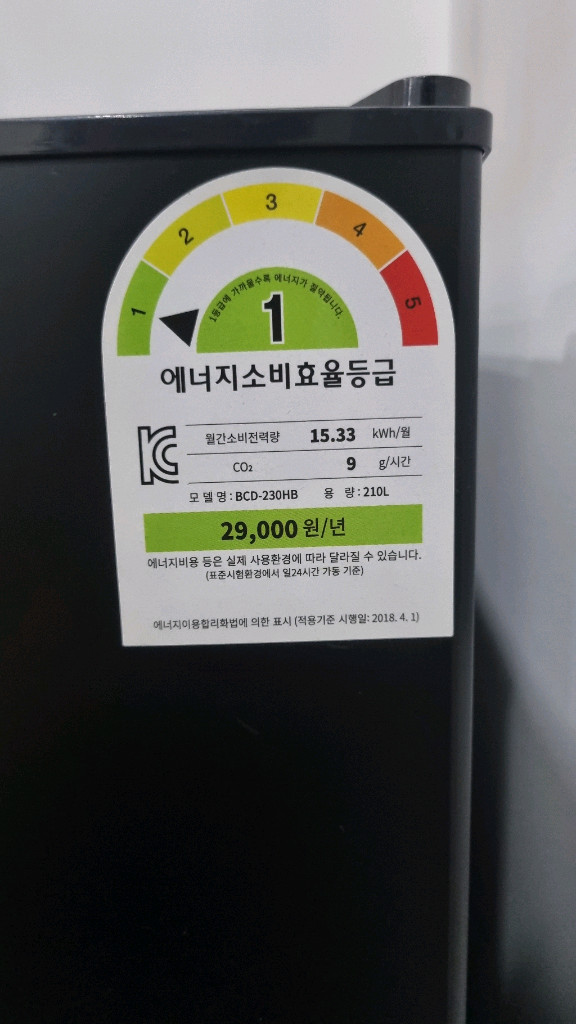 1 2 3 4 5
1등급에 가까울수록 에너지가 절약됩니다.
1
에너지소비효율등급
월간소비전력량 15.33 kWh/월
CO₂ 9 g/시간
모 델 명 : BCD-230HB 용 량 : 210L
29,000 원/년
에너지비용 등은 실제 사용환경에 따라 달라질 수 있습니다.
(표준시험환경에서 일24시간 가동 기준)
에너지이용합리화법에 의한 표시 (적용기준 시행일: 2018. 4. 1)